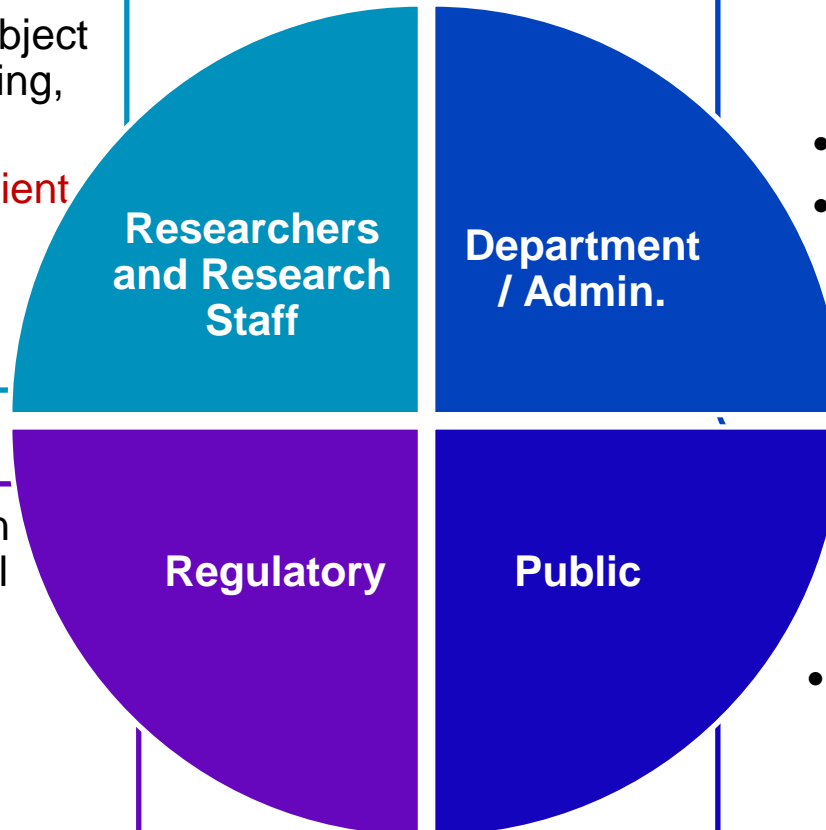 bject
ing,
ient
Researchers
and Research
Staff
Department
/ Admin.
Regulatory
Public
n
l
•
•
•